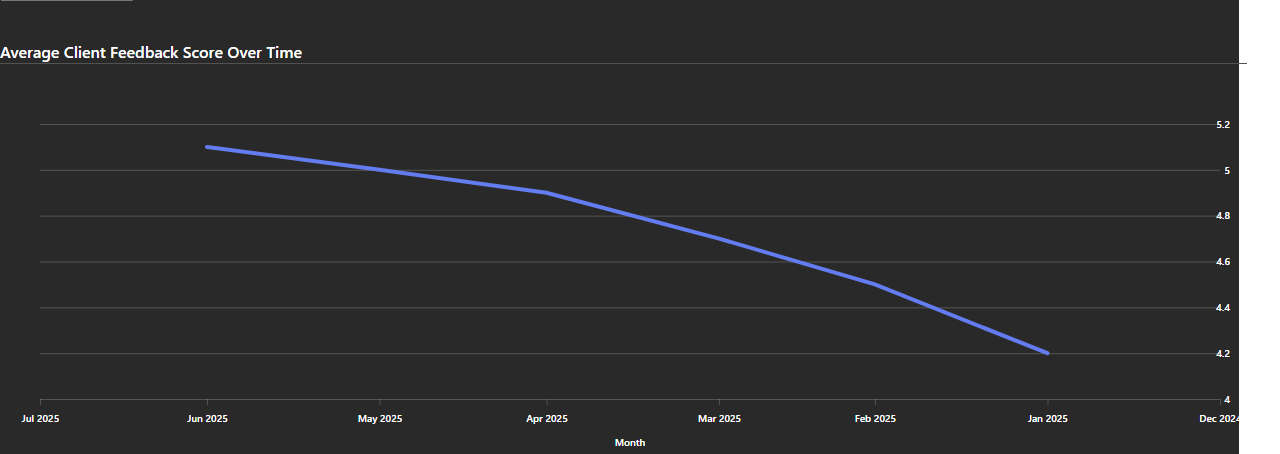 Average Client Feedback Score Over Time
5.2
5
4.8
4.6
4.4
4.2
4
Jul 2025 Jun 2025 May 2025 Apr 2025 Mar 2025 Feb 2025 Jan 2025 Dec 2024
Month